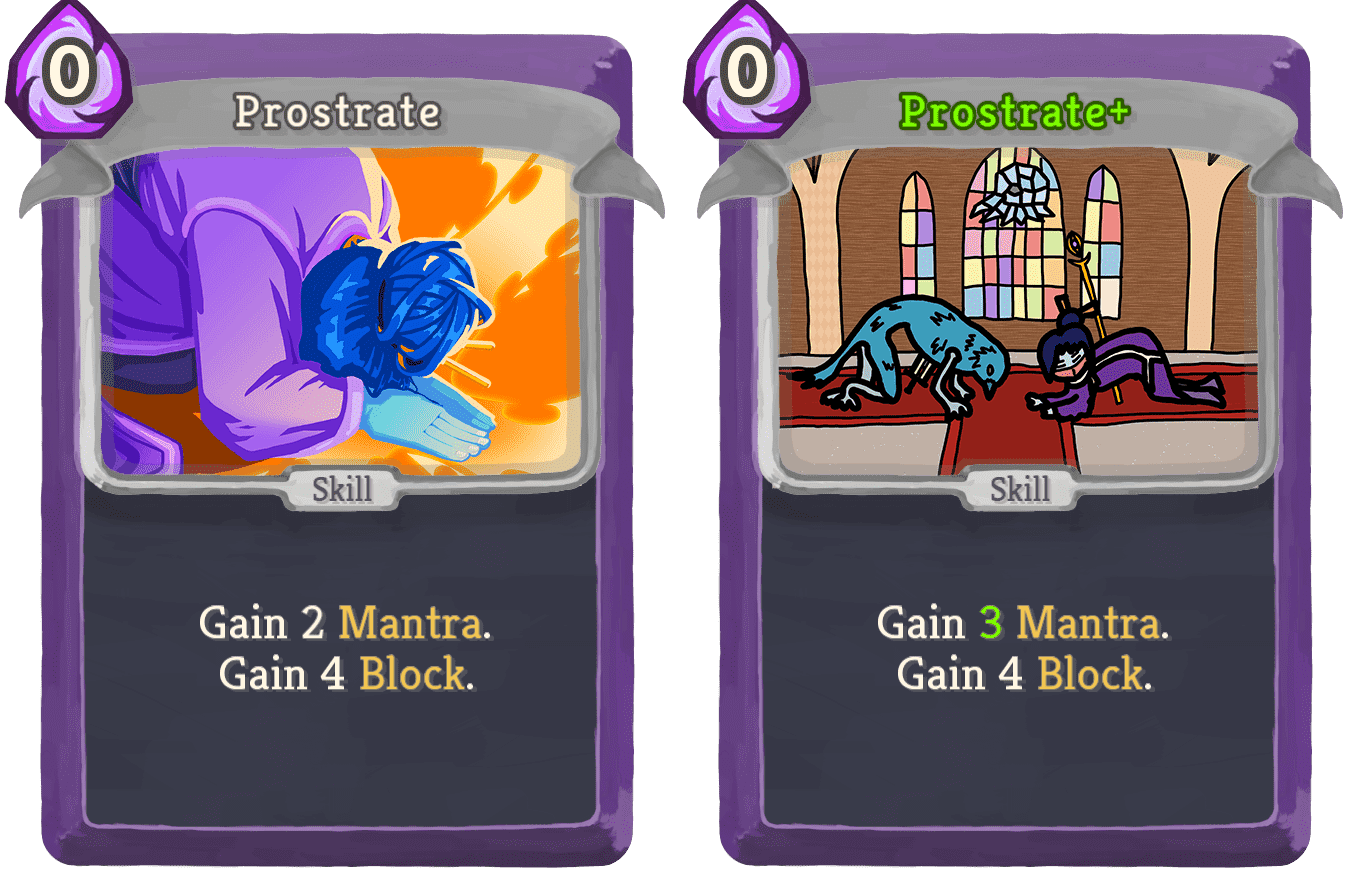 0
Prostrate
Skill
Gain 2 Mantra.
Gain 4 Block.
0
Prostrate+
Skill
Gain 3 Mantra.
Gain 4 Block.